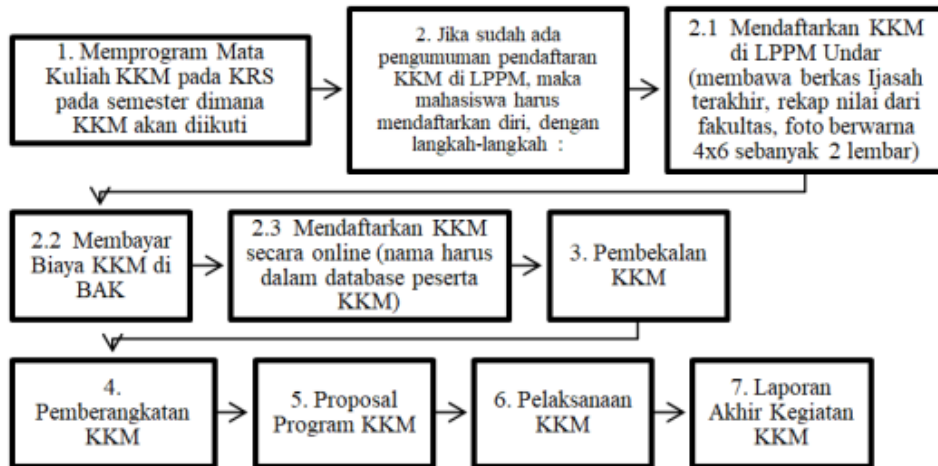 1. Memprogram Mata
Kuliah KKM pada KRS
pada semester dimana
KKM akan diikuti
2. Jika sudah ada
pengumuman pendaftaran
KKM di LPPM, maka
mahasiswa harus
mendaftarkan diri, dengan
langkah-langkah :
2.1 Mendaftarkan KKM
di LPPM Undar
(membawa berkas Ijasah
terakhir, rekap nilai dari
fakultas, foto berwarna
4x6 sebanyak 2 lembar)
2.2 Membayar
Biaya KKM di
BAK
2.3 Mendaftarkan KKM
secara online (nama harus
dalam database peserta
KKM)
3. Pembekalan
KKM
4.
Pemberangkatan
KKM
5. Proposal
Program KKM
6. Pelaksanaan
KKM
7. Laporan
Akhir Kegiatan
KKM